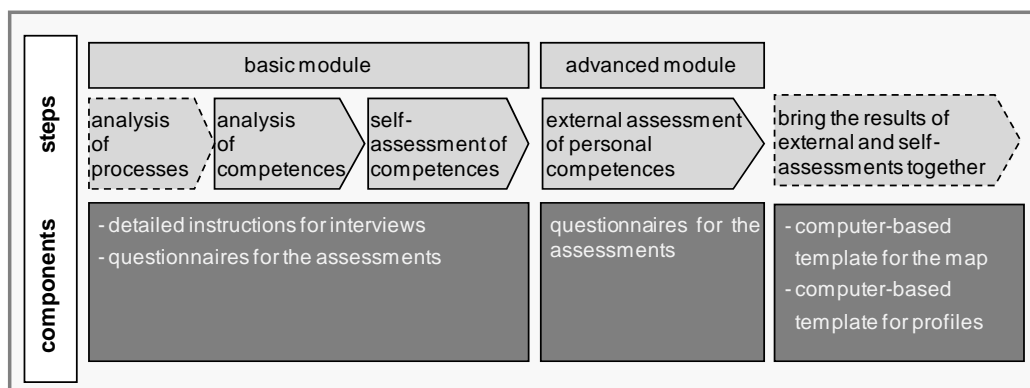 steps
basic module
advanced module
analysis
of
processes
analysis
of
competences
self-
assessment of
competences
external assessment
of personal
competences
bring the results of
external and self-
assessments together
components
- detailed instructions for interviews
- questionnaires for the assessments
questionnaires for the
assessments
- computer-based
template for the map
- computer-based
template for profiles